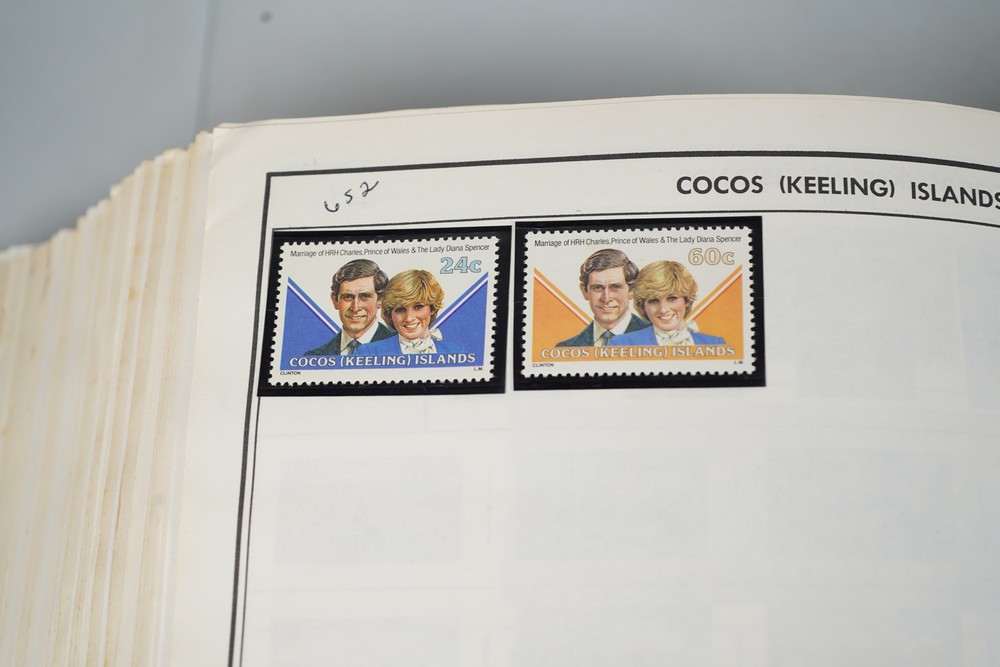 652
COCOS (KEELING) ISLANDS
Marriage of HRH Charles, Prince of Wales & The Lady Diana Spencer
24c
COCOS (KEELING) ISLANDS
CLINTON L.M
Marriage of HRH Charles, Prince of Wales & The Lady Diana Spencer
60c
COCOS (KEELING) ISLANDS
CLINTON L.M